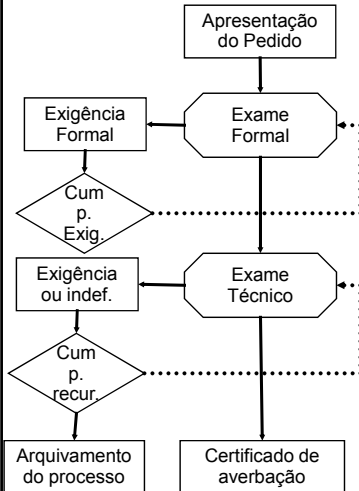 Apresentação
do Pedido
Exigência
Formal
Exame
Formal
Cum
p.
Exig.
Exigência
ou indef.
Exame
Técnico
Cum
p.
recur.
Arquivamento
do processo
Certificado de
averbação